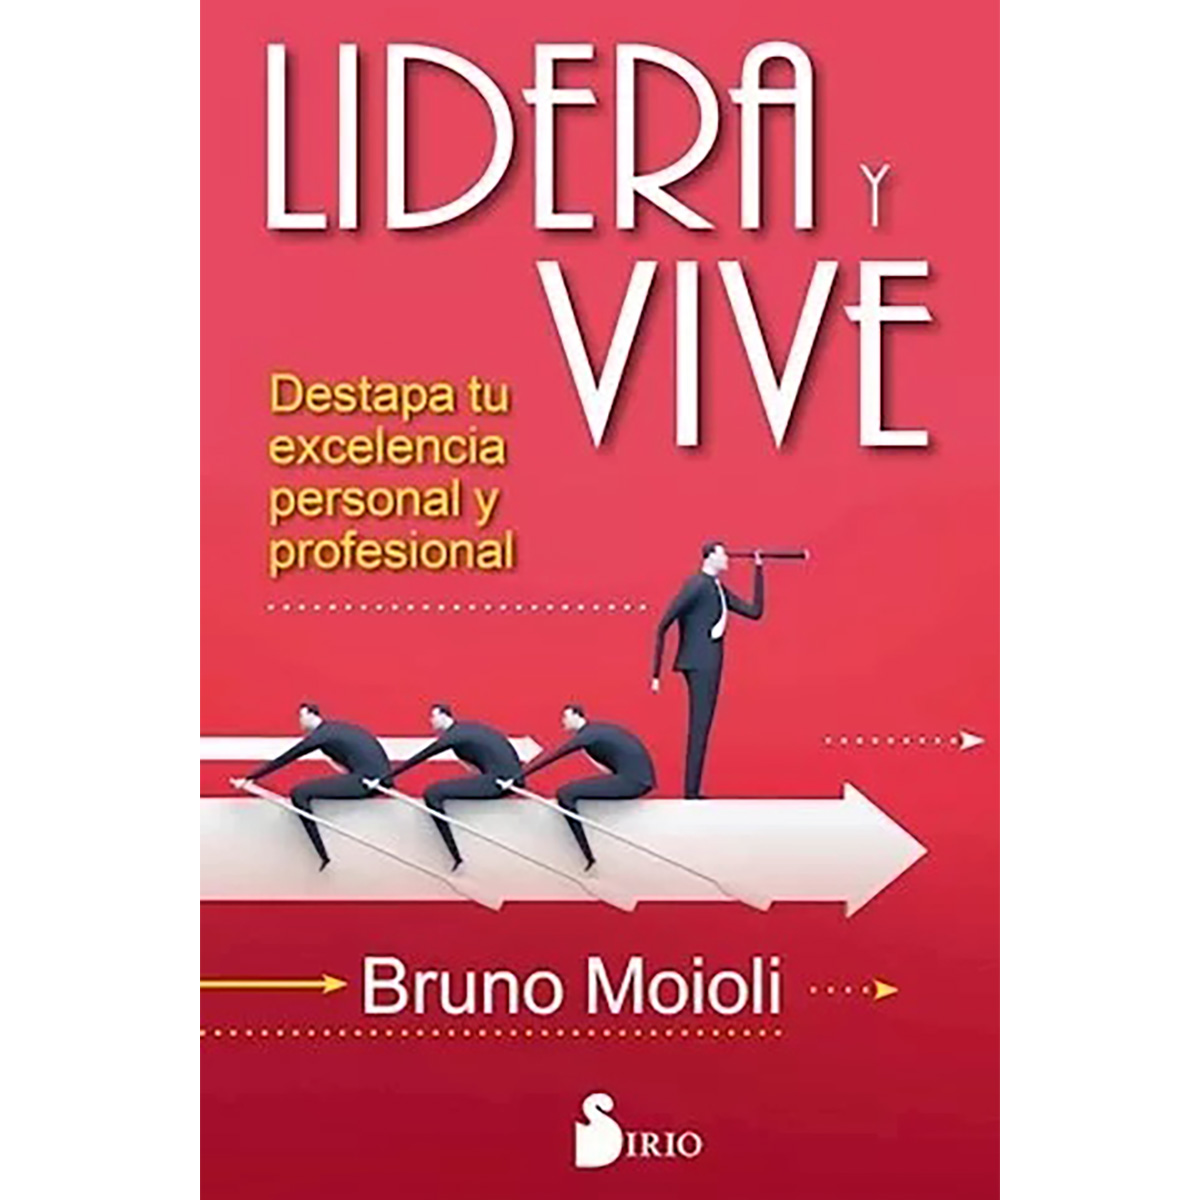 LIDERA Y
VIVE
Destapa tu
excelencia
personal y
profesional
Bruno Moioli
SIRIO